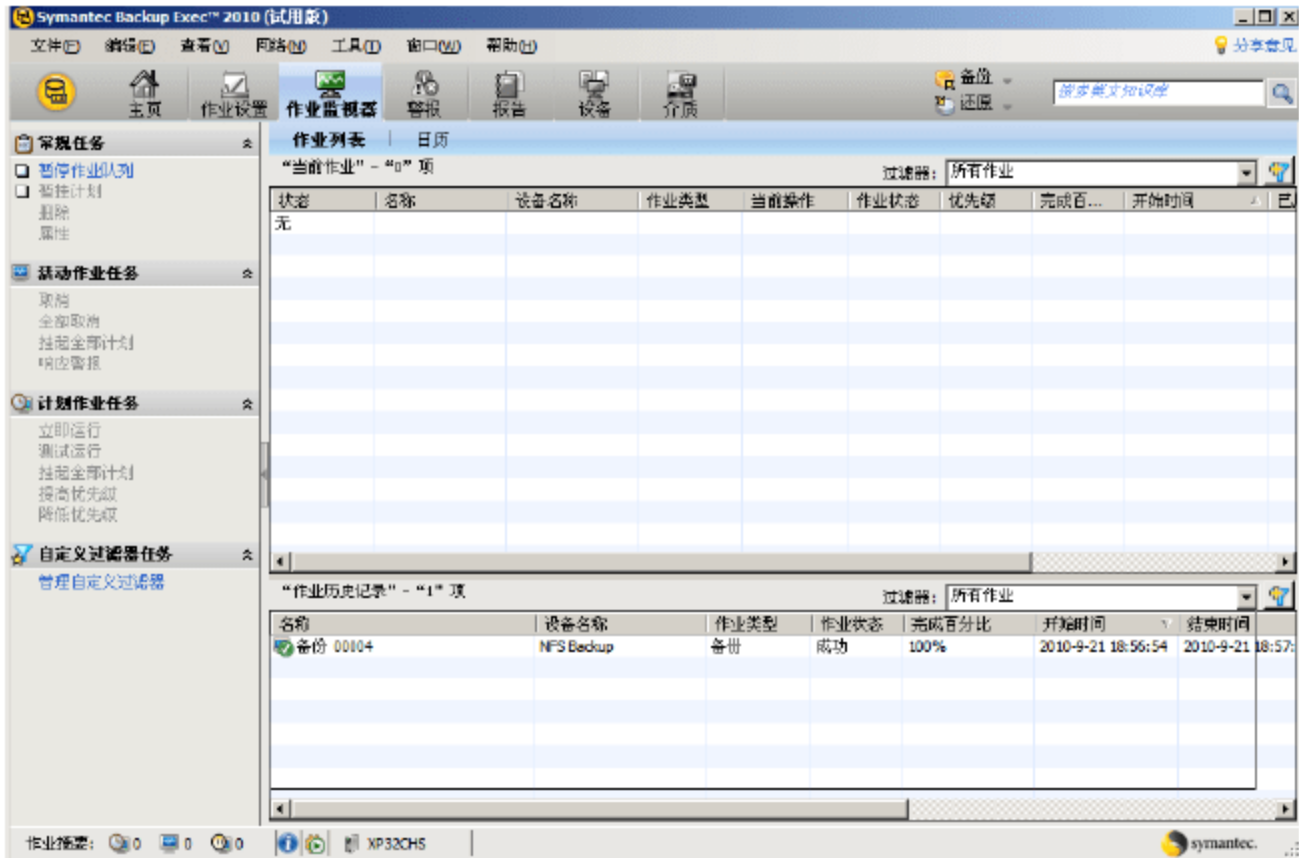 Symantec Backup Exec™ 2010 (试用版)
文件(F) 编辑(E) 查看(V) 网络(N) 工具(T) 窗口(W) 帮助(H) 分享意见
主页 作业设置 作业监视器 警报 报告 设备 介质 备份 还原 搜索英文知识库
常规任务
暂停作业队列
暂挂计划
删除
属性
活动作业任务
取消
全部取消
挂起全部计划
响应警报
计划作业任务
立即运行
测试运行
挂起全部计划
提高优先级
降低优先级
自定义过滤器任务
管理自定义过滤器
作业列表 日历
“当前作业” - “0” 项 过滤器: 所有作业
状态 名称 设备名称 作业类型 当前操作 作业状态 优先级 完成百... 开始时间 已
无
“作业历史记录” - “1” 项 过滤器: 所有作业
名称 设备名称 作业类型 作业状态 完成百分比 开始时间 结束时间
备份 00104 NFS Backup 备份 成功 100% 2010-9-21 18:56:54 2010-9-21 18:57:
作业摘要: 0 0 0 XP32CHS symantec.